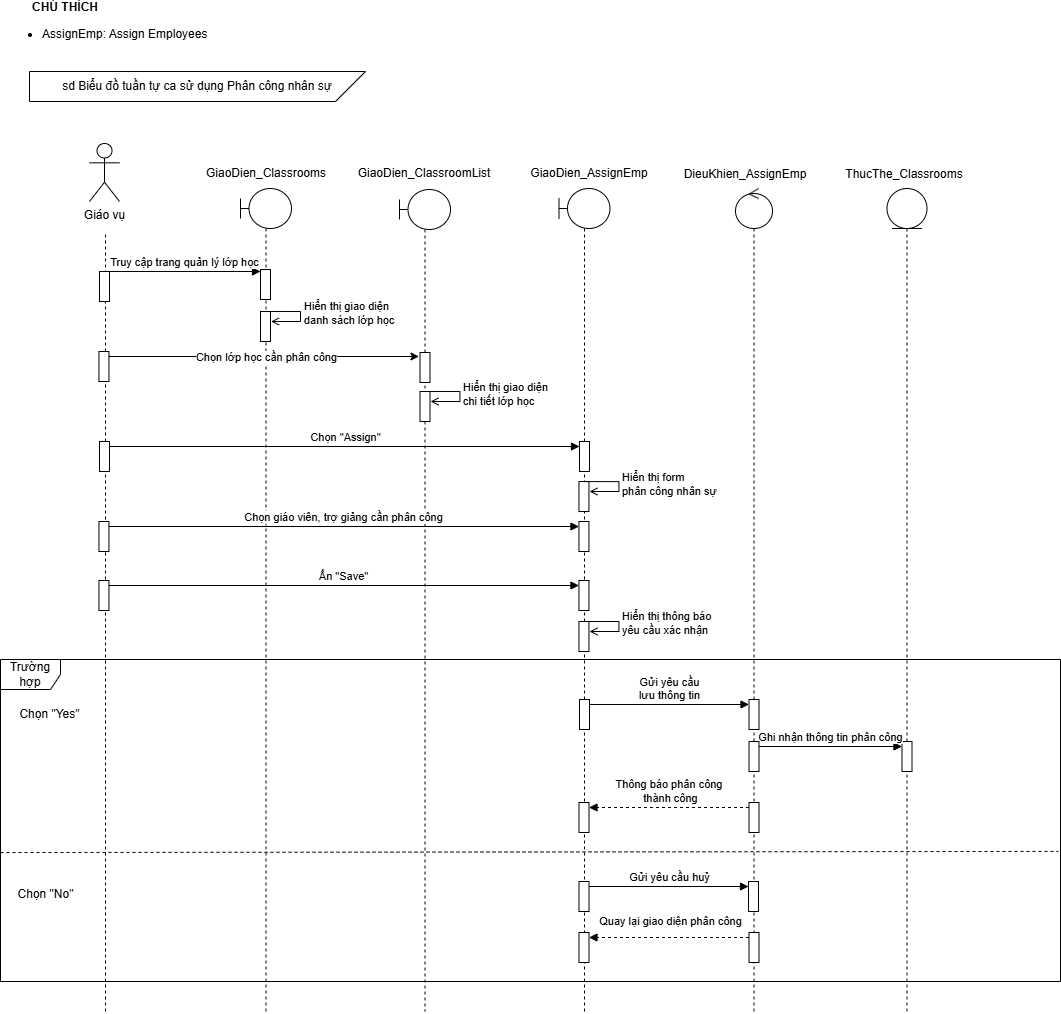 CHÚ THÍCH
• AssignEmp: Assign Employees
sd Biểu đồ tuần tự ca sử dụng Phân công nhân sự
Giáo vụ
GiaoDien_Classrooms
GiaoDien_ClassroomList
GiaoDien_AssignEmp
DieuKhien_AssignEmp
ThucThe_Classrooms
Truy cập trang quản lý lớp học
Hiển thị giao diện
danh sách lớp học
Chọn lớp học cần phân công
Hiển thị giao diện
chi tiết lớp học
Chọn "Assign"
Hiển thị form
phân công nhân sự
Chọn giáo viên, trợ giảng cần phân công
Ấn "Save"
Hiển thị thông báo
yêu cầu xác nhận
Trường
hợp
Chọn "Yes"
Gửi yêu cầu
lưu thông tin
Ghi nhận thông tin phân công
Thông báo phân công
thành công
Chọn "No"
Gửi yêu cầu huỷ
Quay lại giao diện phân công